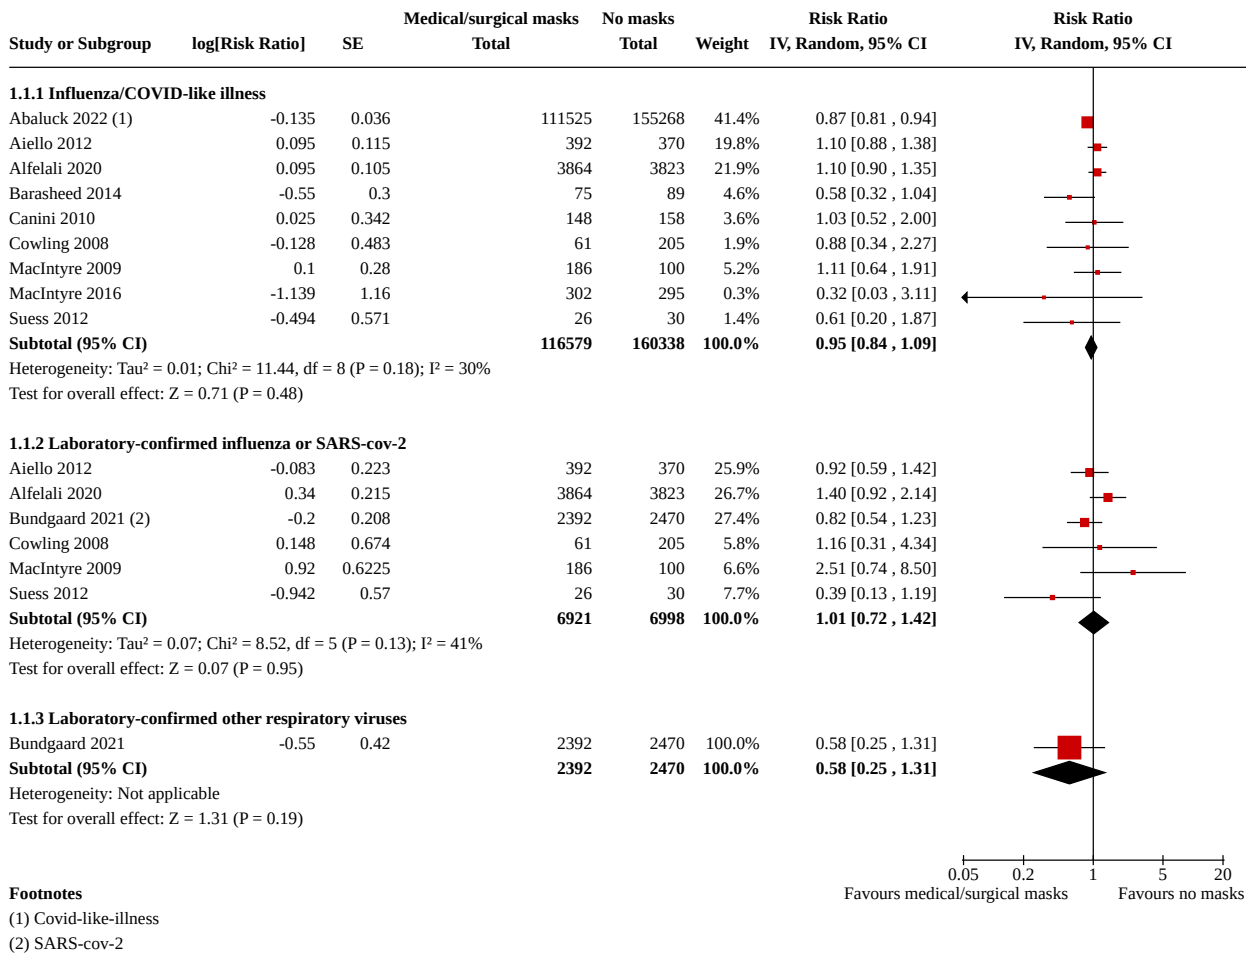 Medical/surgical masks No masks Risk Ratio Risk Ratio
Study or Subgroup log[Risk Ratio] SE Total Total Weight IV, Random, 95% CI IV, Random, 95% CI
1.1.1 Influenza/COVID-like illness
Abaluck 2022 (1) -0.135 0.036 111525 155268 41.4% 0.87 [0.81 , 0.94]
Aiello 2012 0.095 0.115 392 370 19.8% 1.10 [0.88 , 1.38]
Alfelali 2020 0.095 0.105 3864 3823 21.9% 1.10 [0.90 , 1.35]
Barasheed 2014 -0.55 0.3 75 89 4.6% 0.58 [0.32 , 1.04]
Canini 2010 0.025 0.342 148 158 3.6% 1.03 [0.52 , 2.00]
Cowling 2008 -0.128 0.483 61 205 1.9% 0.88 [0.34 , 2.27]
MacIntyre 2009 0.1 0.28 186 100 5.2% 1.11 [0.64 , 1.91]
MacIntyre 2016 -1.139 1.16 302 295 0.3% 0.32 [0.03 , 3.11]
Suess 2012 -0.494 0.571 26 30 1.4% 0.61 [0.20 , 1.87]
Subtotal (95% CI) 116579 160338 100.0% 0.95 [0.84 , 1.09]
Heterogeneity: Tau² = 0.01; Chi² = 11.44, df = 8 (P = 0.18); I² = 30%
Test for overall effect: Z = 0.71 (P = 0.48)
1.1.2 Laboratory-confirmed influenza or SARS-cov-2
Aiello 2012 -0.083 0.223 392 370 25.9% 0.92 [0.59 , 1.42]
Alfelali 2020 0.34 0.215 3864 3823 26.7% 1.40 [0.92 , 2.14]
Bundgaard 2021 (2) -0.2 0.208 2392 2470 27.4% 0.82 [0.54 , 1.23]
Cowling 2008 0.148 0.674 61 205 5.8% 1.16 [0.31 , 4.34]
MacIntyre 2009 0.92 0.6225 186 100 6.6% 2.51 [0.74 , 8.50]
Suess 2012 -0.942 0.57 26 30 7.7% 0.39 [0.13 , 1.19]
Subtotal (95% CI) 6921 6998 100.0% 1.01 [0.72 , 1.42]
Heterogeneity: Tau² = 0.07; Chi² = 8.52, df = 5 (P = 0.13); I² = 41%
Test for overall effect: Z = 0.07 (P = 0.95)
1.1.3 Laboratory-confirmed other respiratory viruses
Bundgaard 2021 -0.55 0.42 2392 2470 100.0% 0.58 [0.25 , 1.31]
Subtotal (95% CI) 2392 2470 100.0% 0.58 [0.25 , 1.31]
Heterogeneity: Not applicable
Test for overall effect: Z = 1.31 (P = 0.19)
0.05 0.2 1 5 20
Footnotes Favours medical/surgical masks Favours no masks
(1) Covid-like-illness
(2) SARS-cov-2